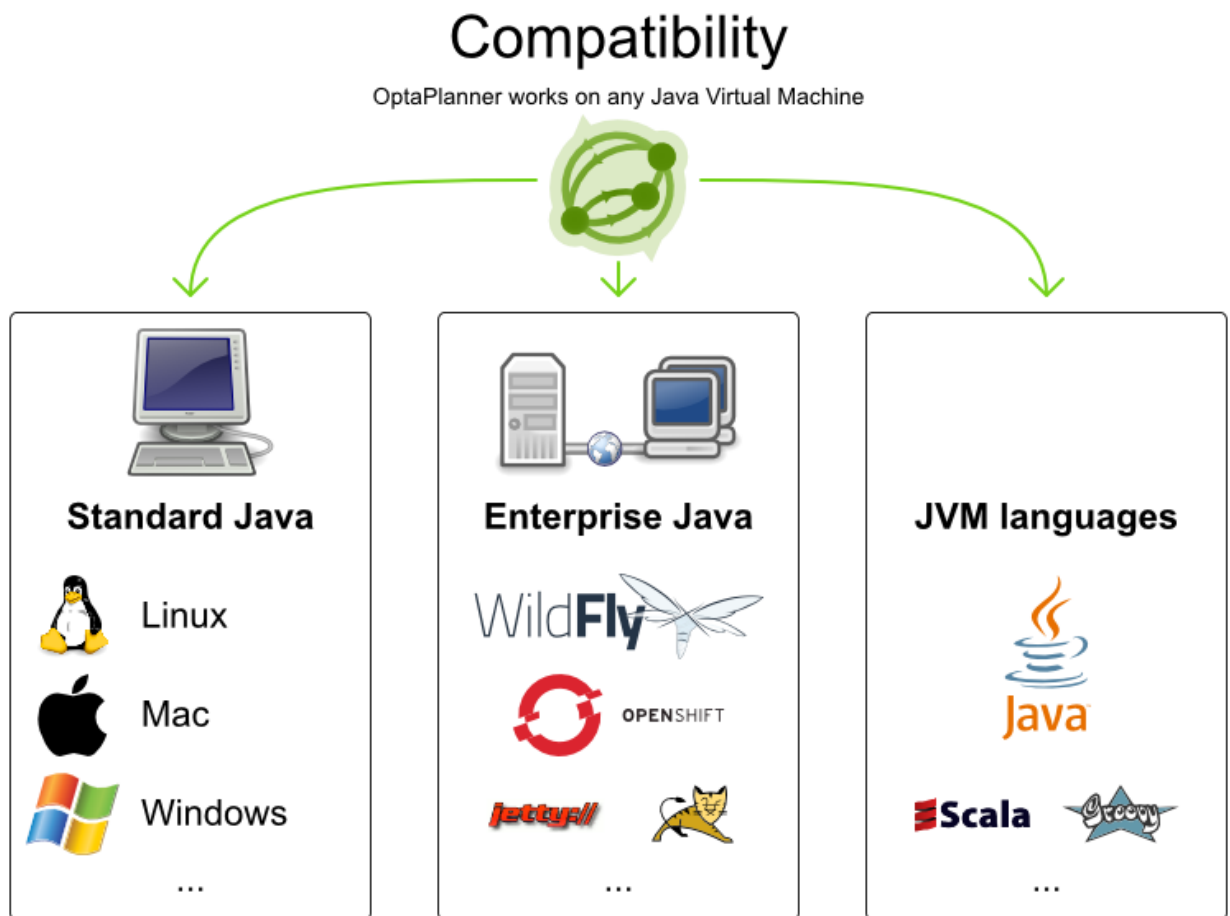 Compatibility
OptaPlanner works on any Java Virtual Machine
Standard Java
Linux
Mac
Windows
...
Enterprise Java
WildFly
OPENSHIFT
jetty://
...
JVM languages
Java
Scala
Groovy
...